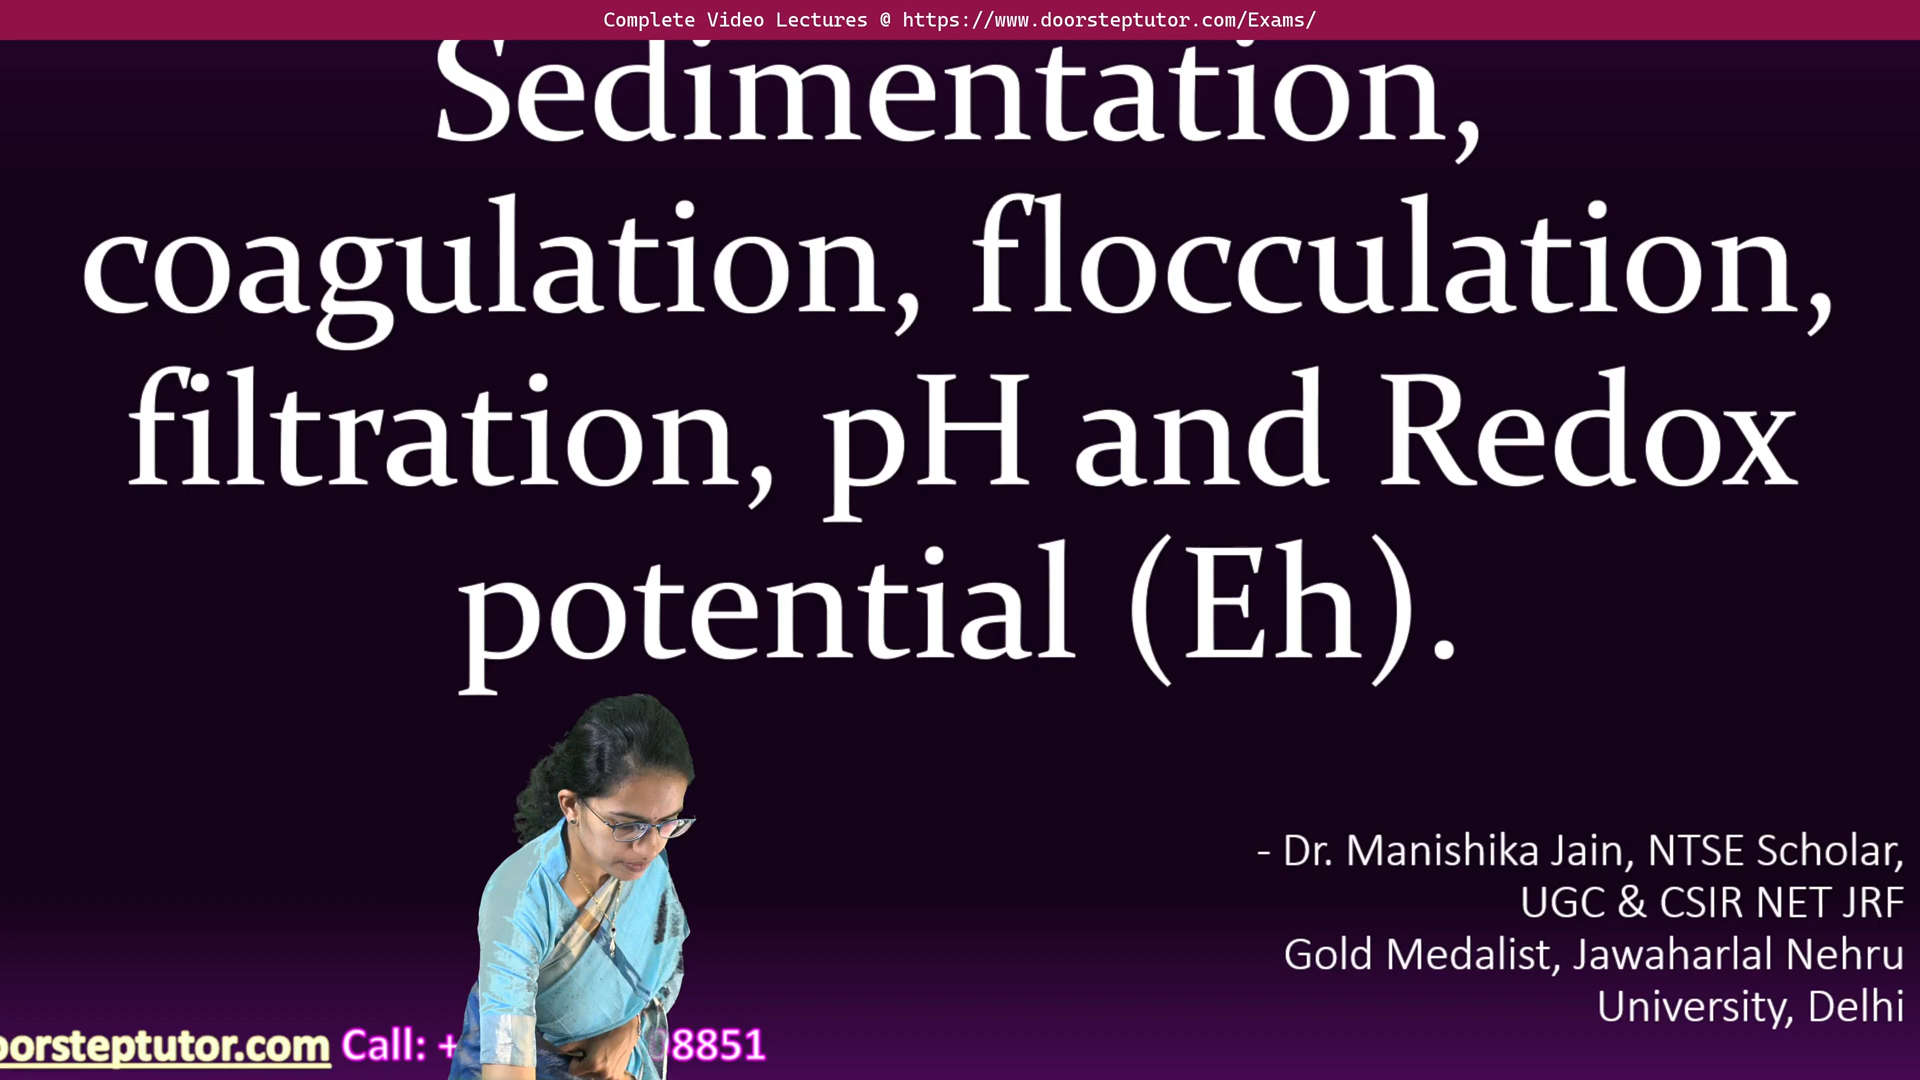 Complete Video Lectures @ https://www.doorsteptutor.com/Exams/
Sedimentation,
coagulation, flocculation,
filtration, pH and Redox
potential (Eh).
- Dr. Manishika Jain, NTSE Scholar,
UGC & CSIR NET JRF
Gold Medalist, Jawaharlal Nehru
University, Delhi
oorsteptutor.com Call: + 8851